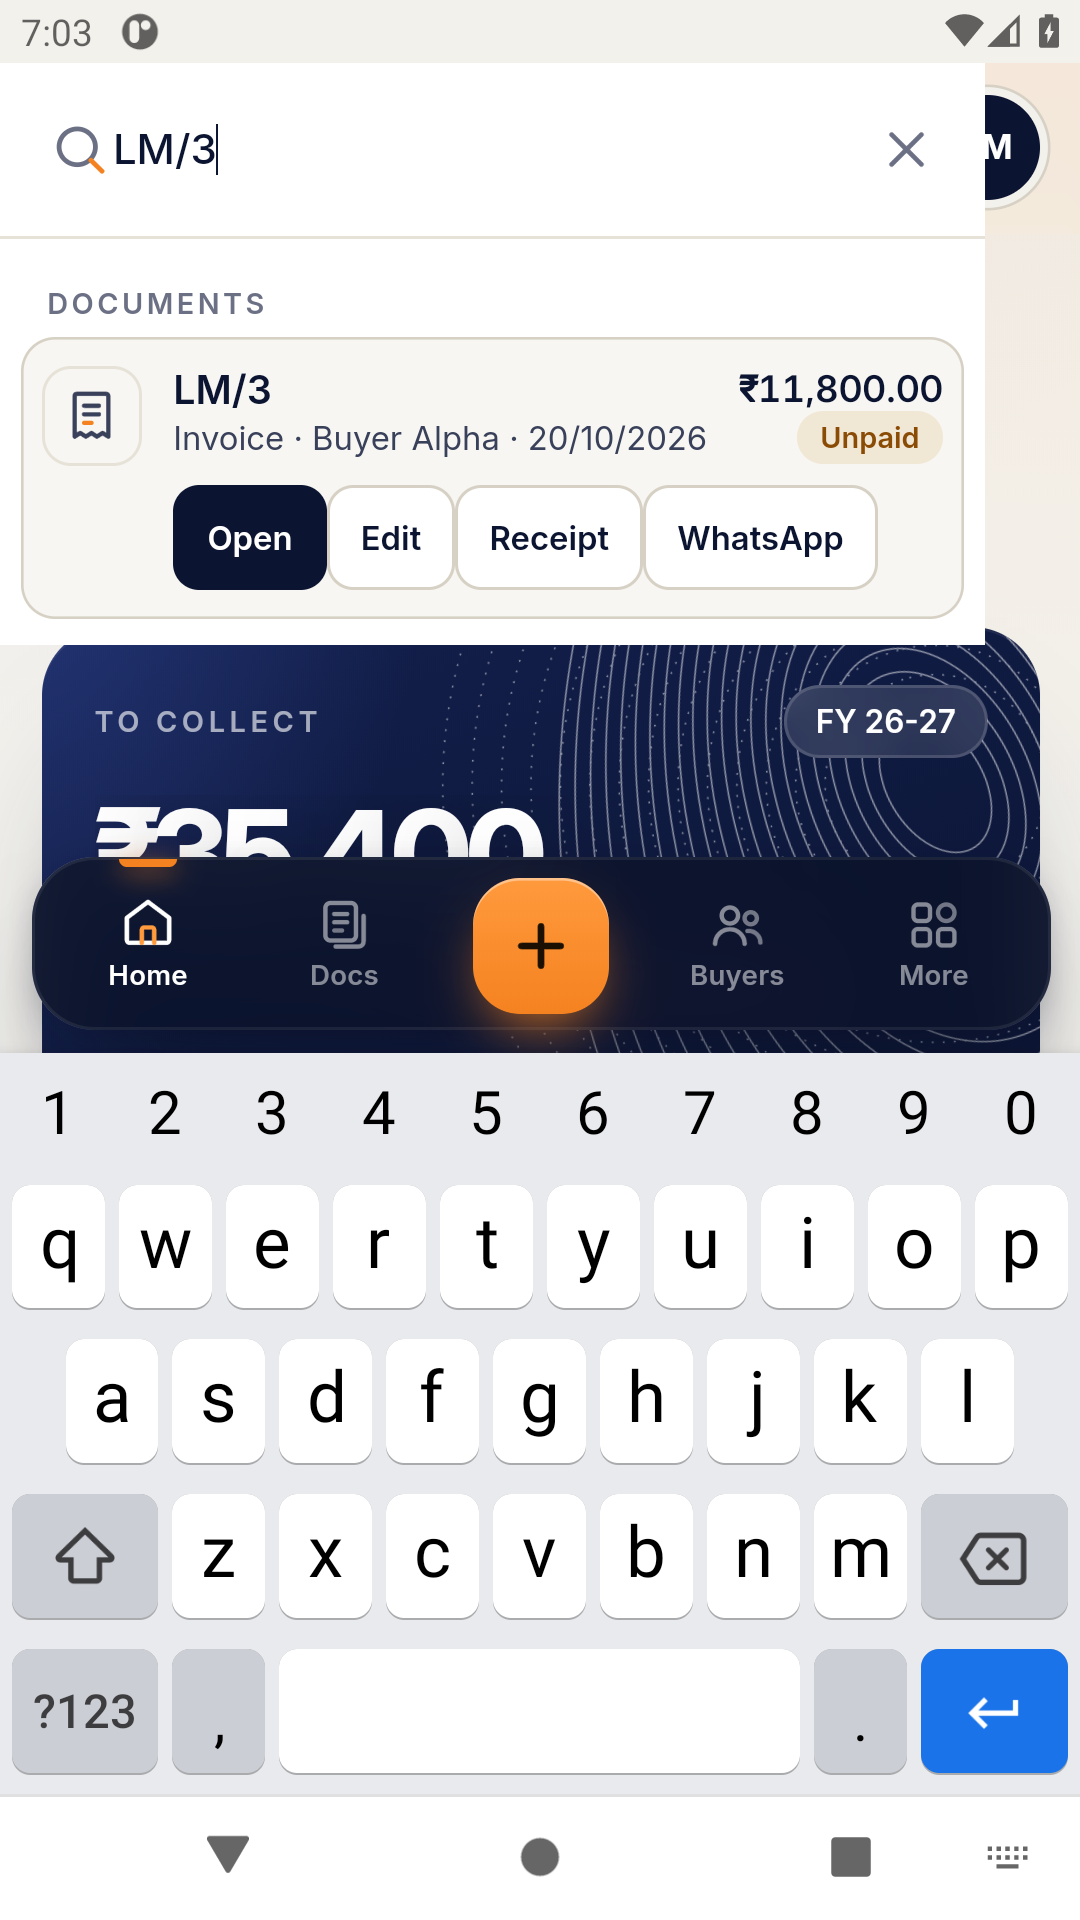 7:03
LM/3
M
DOCUMENTS
LM/3
₹11,800.00
Invoice · Buyer Alpha · 20/10/2026
Unpaid
Open Edit Receipt WhatsApp
TO COLLECT
FY 26-27
₹35,400
Home Docs Buyers More
1 2 3 4 5 6 7 8 9 0
q w e r t y u i o p
a s d f g h j k l
z x c v b n m
?123 , .